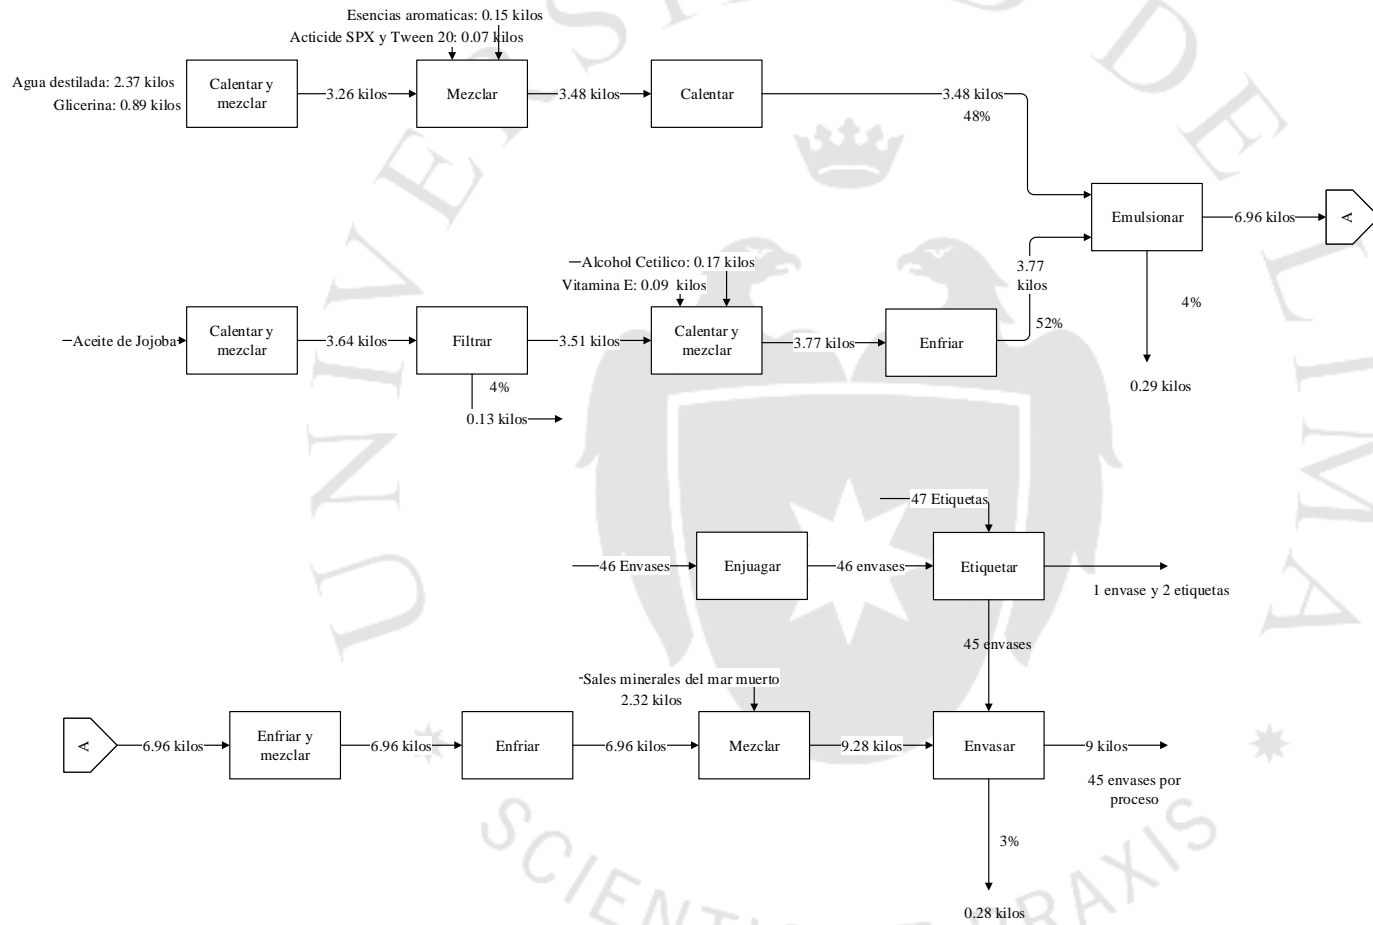 Esencias aromaticas: 0.15 kilos
Acticide SPX y Tween 20: 0.07 kilos
Agua destilada: 2.37 kilos
Glicerina: 0.89 kilos
Calentar y
mezclar
3.26 kilos
Mezclar
3.48 kilos
Calentar
3.48 kilos
48%
Emulsionar
6.96 kilos
A
4%
0.29 kilos
Alcohol Cetilico: 0.17 kilos
Vitamina E: 0.09 kilos
Aceite de Jojoba
Calentar y
mezclar
3.64 kilos
Filtrar
3.51 kilos
4%
0.13 kilos
Calentar y
mezclar
3.77 kilos
Enfriar
3.77
kilos
52%
47 Etiquetas
46 Envases
Enjuagar
46 envases
Etiquetar
1 envase y 2 etiquetas
45 envases
Sales minerales del mar muerto
2.32 kilos
A
6.96 kilos
Enfriar y
mezclar
6.96 kilos
Enfriar
6.96 kilos
Mezclar
9.28 kilos
Envasar
9 kilos
45 envases por
proceso
3%
0.28 kilos